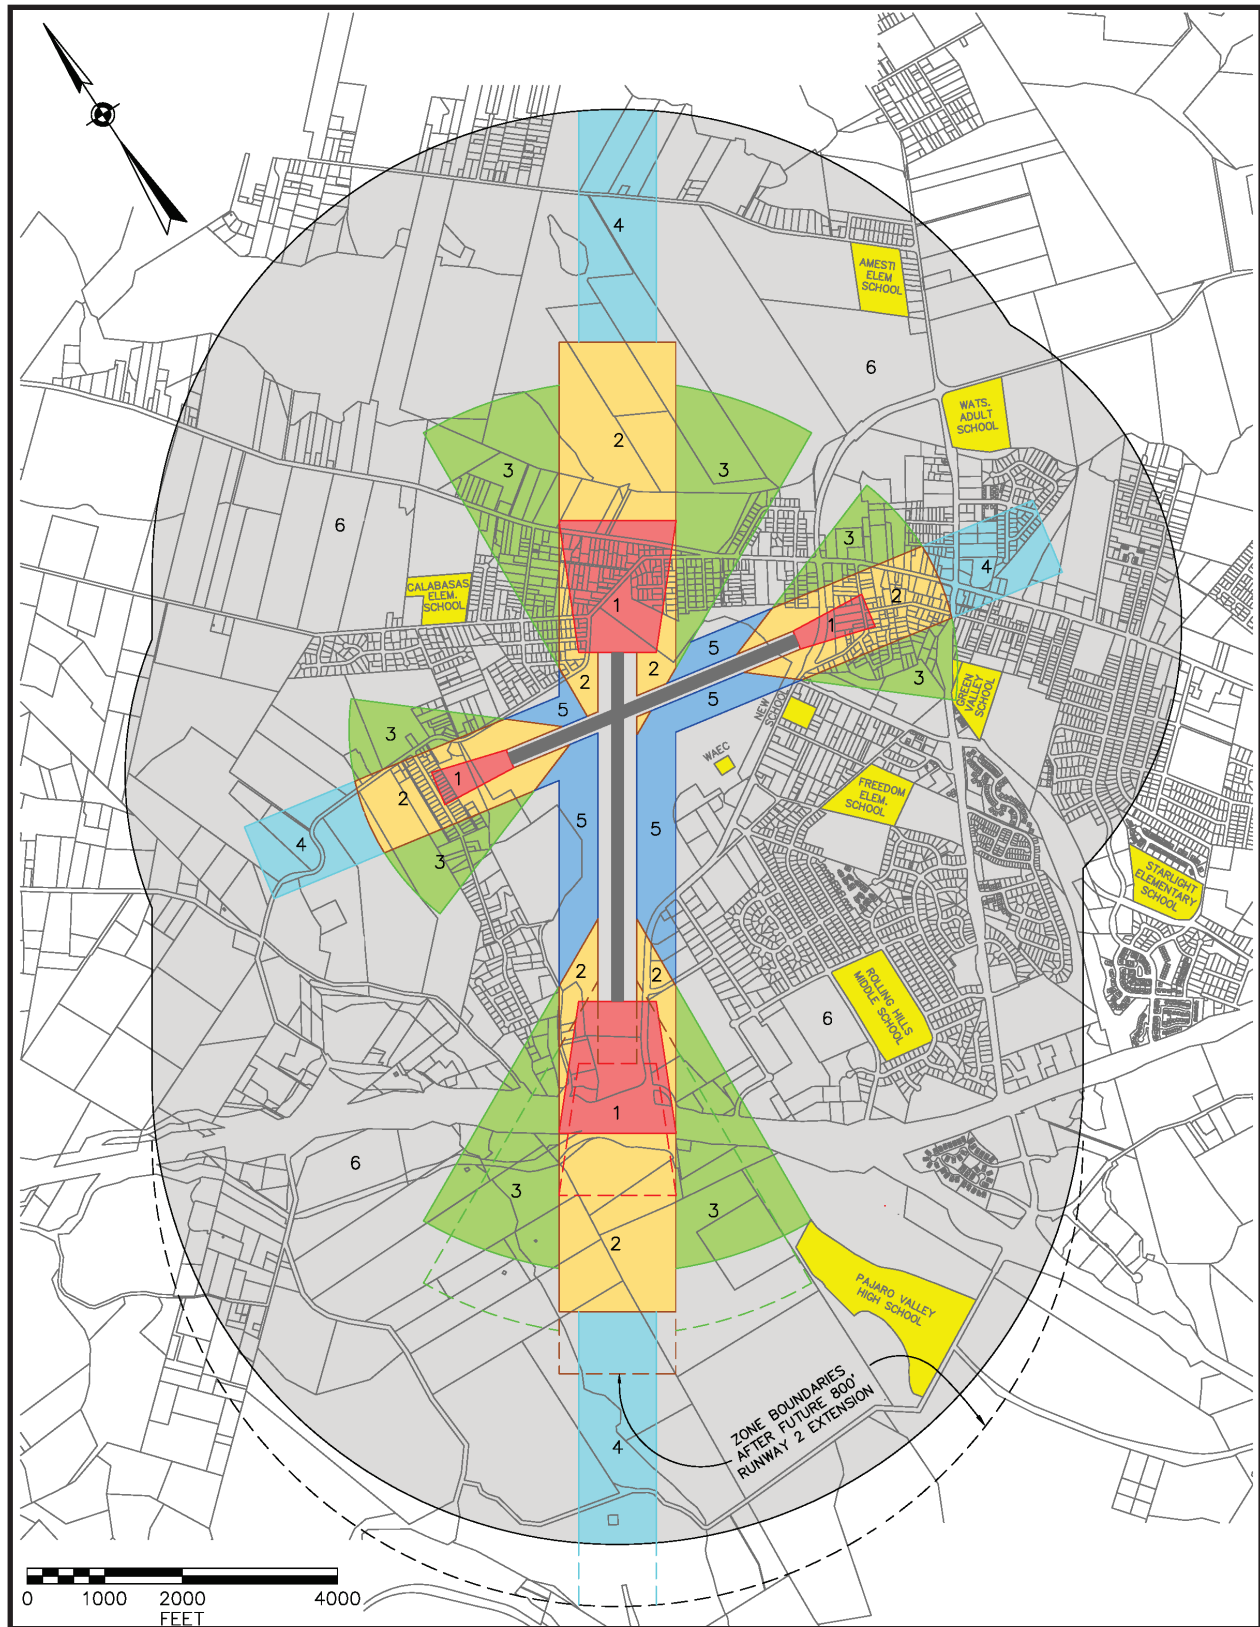 4
AMESTI
ELEM
SCHOOL
6
WATS.
ADULT
SCHOOL
2
3
3
6
3
4
CALABASAS
ELEM.
SCHOOL
1
2
1
5
2
2
3
GREEN
VALLEY
SCHOOL
5
5
NEW
SCHOOL
3
WAEC
1
2
FREEDOM
ELEM.
SCHOOL
5
5
4
3
STARLIGHT
ELEMENTARY
SCHOOL
2
2
ROLLING HILLS
MIDDLE SCHOOL
6
1
6
3
3
2
PAJARO VALLEY
HIGH SCHOOL
ZONE BOUNDARIES
AFTER FUTURE 800'
RUNWAY 2 EXTENSION
4
0 1000 2000 4000
FEET